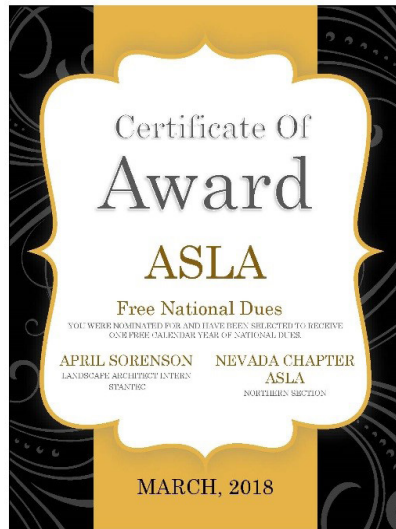 Certificate Of
Award
ASLA
Free National Dues
YOU WERE NOMINATED FOR AND HAVE BEEN SELECTED TO RECEIVE
ONE FREE CALENDAR YEAR OF NATIONAL DUES.
APRIL SORENSON
LANDSCAPE ARCHITECT INTERN
STANTEC
NEVADA CHAPTER
ASLA
NORTHERN SECTION
MARCH, 2018